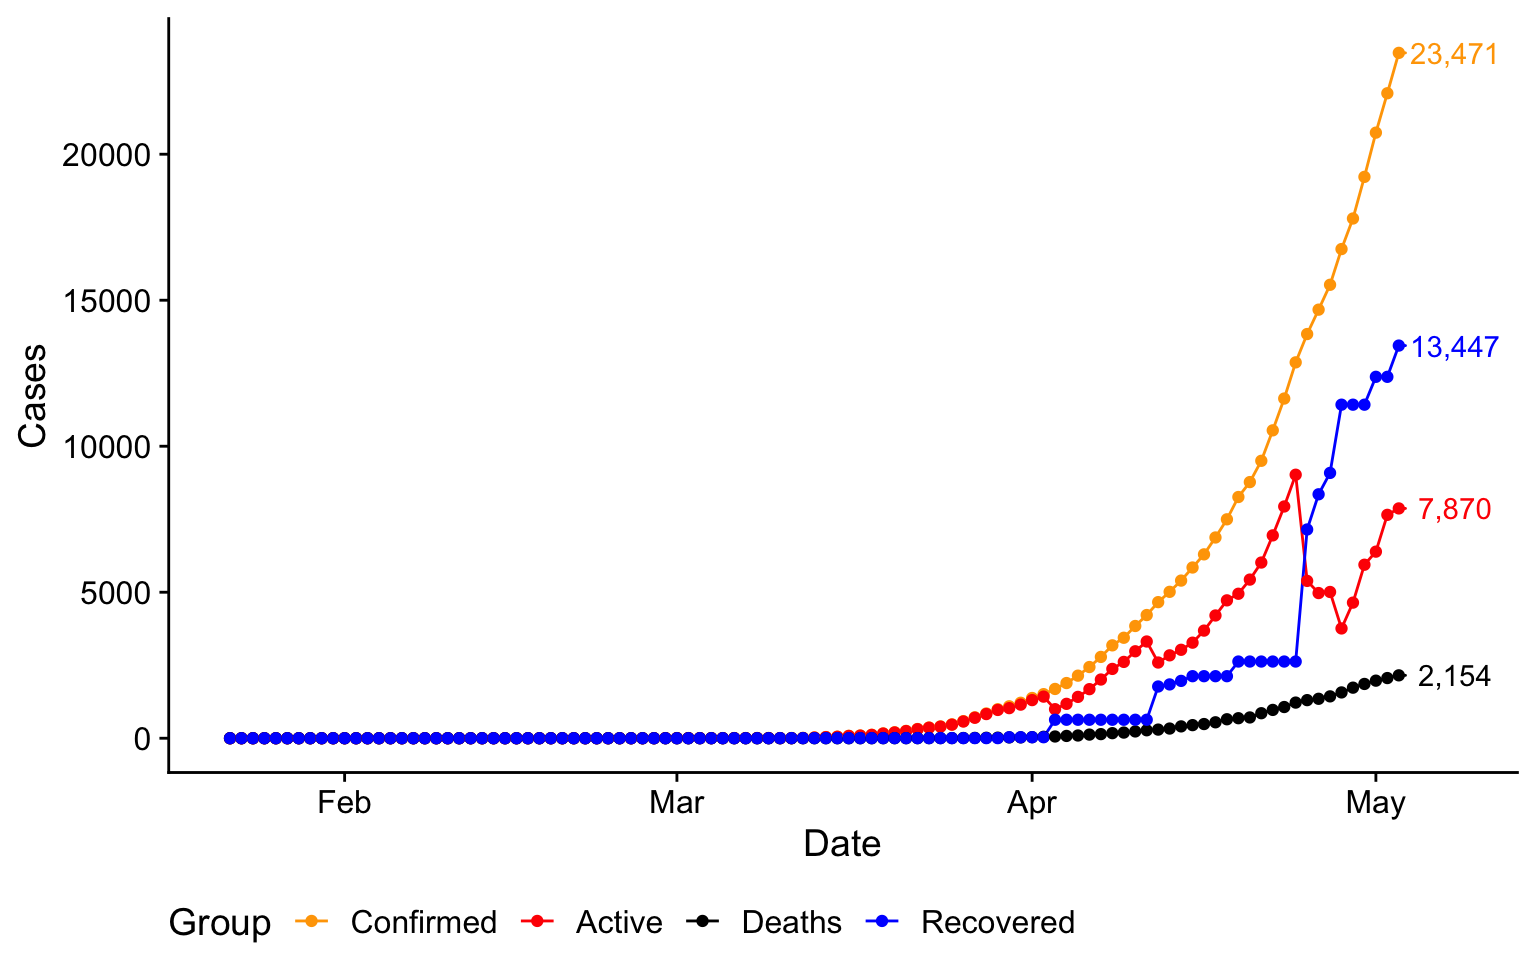 23,471
20000
15000
13,447
10000
Cases
7,870
5000
2,154
0
Feb Mar Apr May
Date
Group Confirmed Active Deaths Recovered